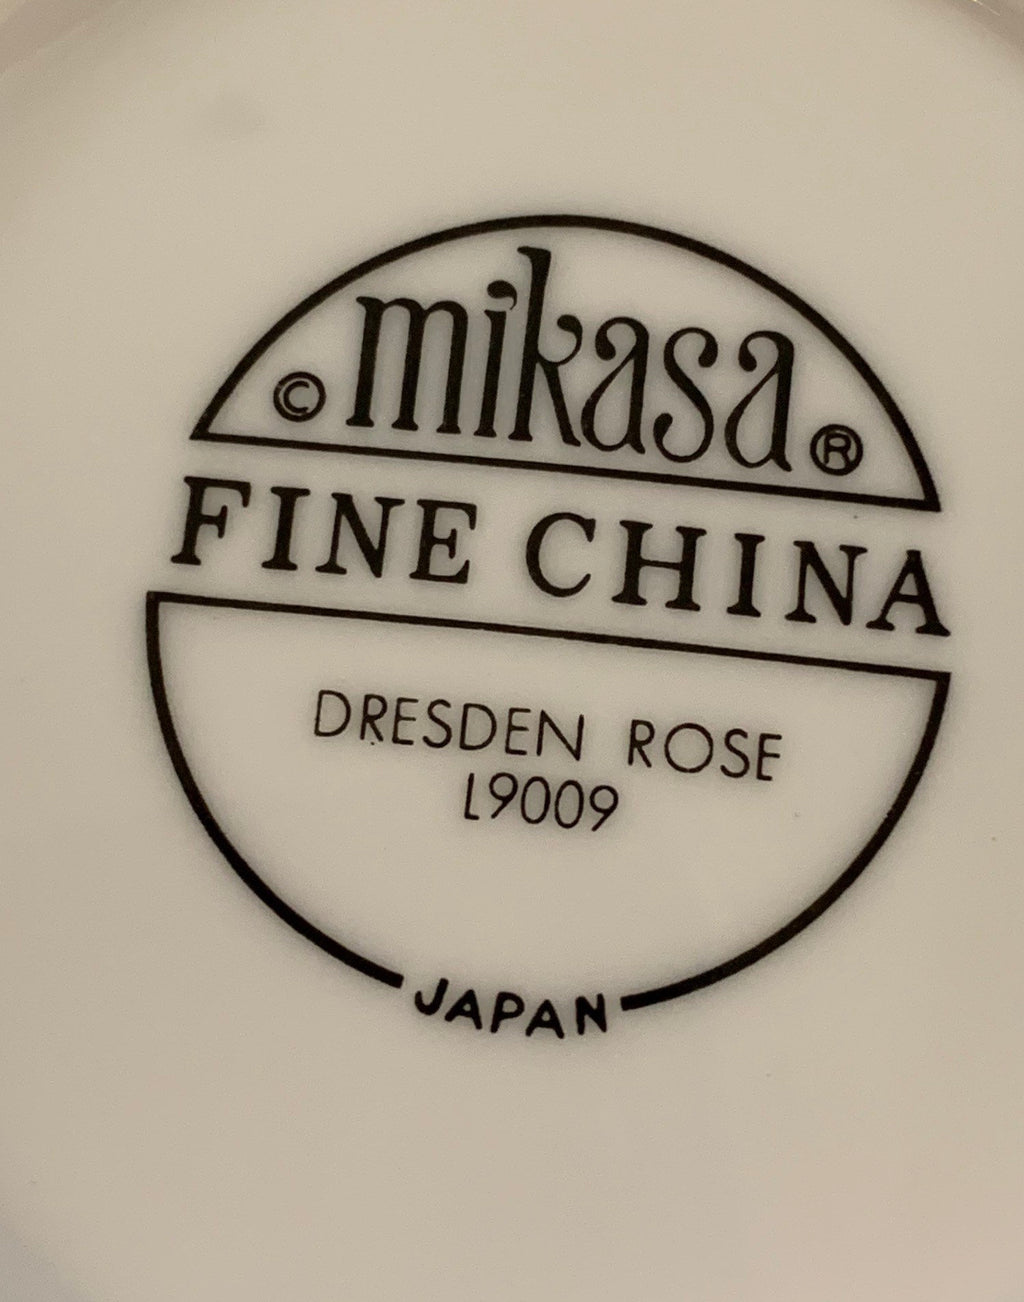 © mikasa ®
FINE CHINA
DRESDEN ROSE
L9009
JAPAN